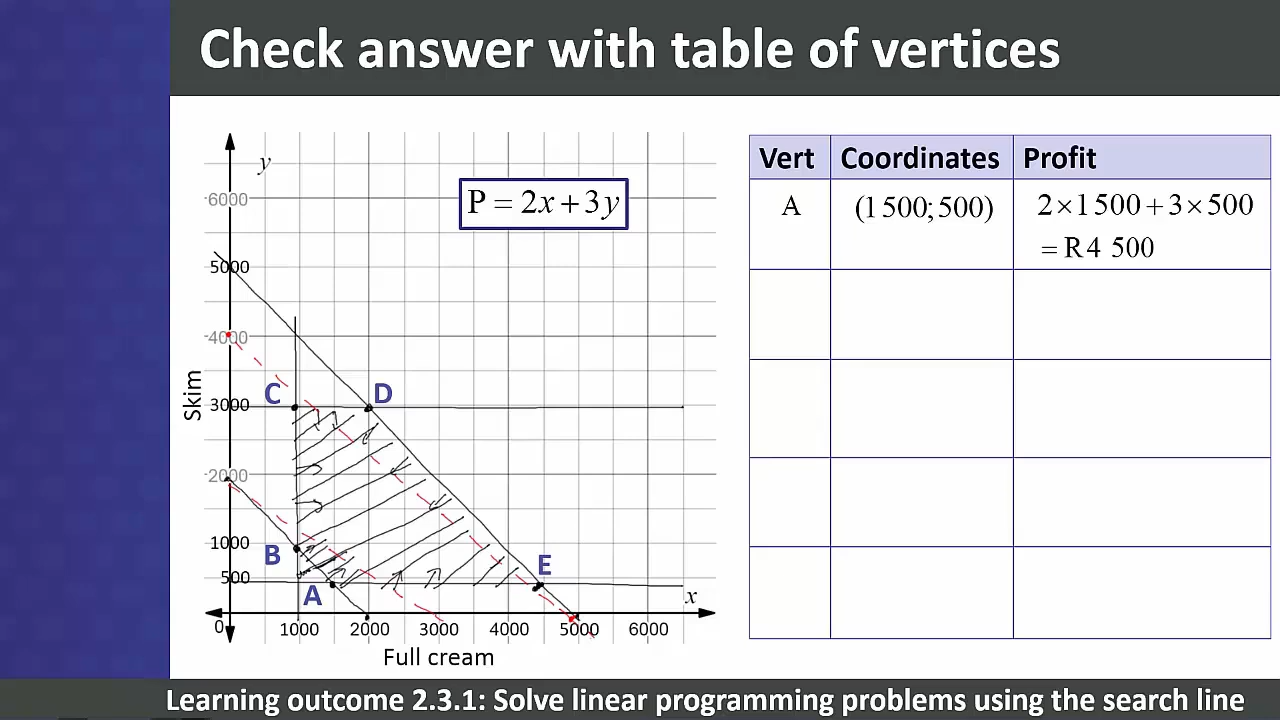 Check answer with table of vertices
y
P = 2x + 3y
6000
5000
4000
3000
2000
1000
500
0
1000 2000 3000 4000 5000 6000
x
C D
B
A
E
Skim
Full cream
Vert Coordinates Profit
A (1 500; 500) 2 × 1 500 + 3 × 500
= R4 500
Learning outcome 2.3.1: Solve linear programming problems using the search line